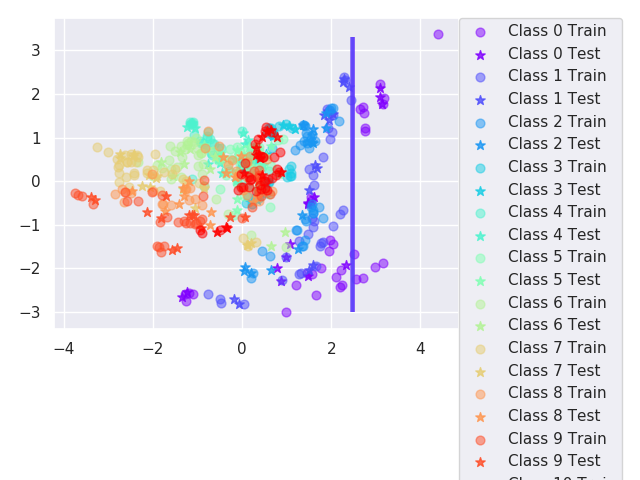 3
2
1
0
−1
−2
−3
−4
−2
0
2
4
Class 0 Train
Class 0 Test
Class 1 Train
Class 1 Test
Class 2 Train
Class 2 Test
Class 3 Train
Class 3 Test
Class 4 Train
Class 4 Test
Class 5 Train
Class 5 Test
Class 6 Train
Class 6 Test
Class 7 Train
Class 7 Test
Class 8 Train
Class 8 Test
Class 9 Train
Class 9 Test
Class 10 Train